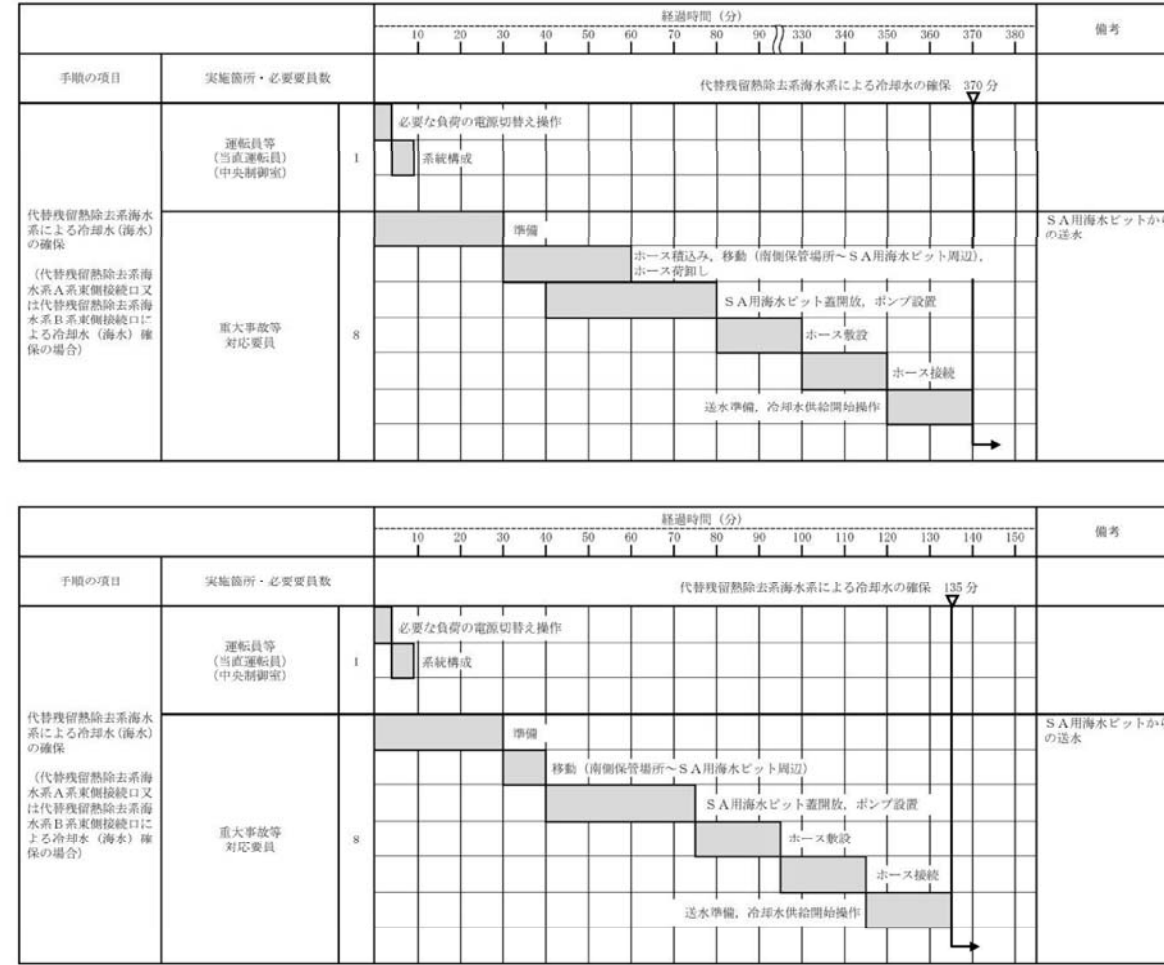 経過時間（分）
備考
10 20 30 40 50 60 70 80 90 330 340 350 360 370 380
手順の項目
実施箇所・必要要員数
代替残留熱除去系海水系による冷却水の確保 370 分
必要な負荷の電源切替え操作
運転員等
（当直運転員）
（中央制御室）
1
系統構成
代替残留熱除去系海水
系による冷却水（海水）
の確保
（代替残留熱除去系海
水系Ａ系東側接続口又
は代替残留熱除去系海
水系Ｂ系東側接続口に
よる冷却水（海水）確
保の場合）
重大事故等
対応要員
8
準備
ホース積込み，移動（南側保管場所～ＳＡ用海水ピット周辺），
ホース荷卸し
ＳＡ用海水ピット蓋開放，ポンプ設置
ホース敷設
ホース接続
送水準備，冷却水供給開始操作
ＳＡ用海水ピットから
の送水
経過時間（分）
備考
10 20 30 40 50 60 70 80 90 100 110 120 130 140 150
手順の項目
実施箇所・必要要員数
代替残留熱除去系海水系による冷却水の確保 135 分
必要な負荷の電源切替え操作
運転員等
（当直運転員）
（中央制御室）
1
系統構成
代替残留熱除去系海水
系による冷却水（海水）
の確保
（代替残留熱除去系海
水系Ａ系東側接続口又
は代替残留熱除去系海
水系Ｂ系東側接続口に
よる冷却水（海水）確
保の場合）
重大事故等
対応要員
8
準備
移動（南側保管場所～ＳＡ用海水ピット周辺）
ＳＡ用海水ピット蓋開放，ポンプ設置
ホース敷設
ホース接続
送水準備，冷却水供給開始操作
ＳＡ用海水ピットから
の送水